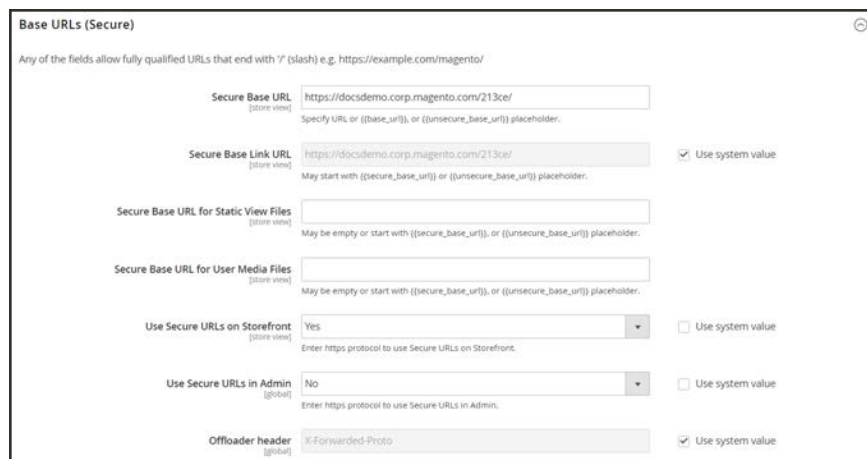 Base URLs (Secure)
Any of the fields allow fully qualified URLs that end with '/' (slash) e.g. https://example.com/magento/
Secure Base URL https://docsdemo.corp.magento.com/213ce/
[store view] Specify URL or {{base_url}}, or {{unsecure_base_url}} placeholder.
Secure Base Link URL https://docsdemo.corp.magento.com/213ce/ Use system value
[store view] May start with {{secure_base_url}} or {{unsecure_base_url}} placeholder.
Secure Base URL for Static View Files
[store view] May be empty or start with {{secure_base_url}}, or {{unsecure_base_url}} placeholder.
Secure Base URL for User Media Files
[store view] May be empty or start with {{secure_base_url}}, or {{unsecure_base_url}} placeholder.
Use Secure URLs on Storefront Yes Use system value
[store view] Enter https protocol to use Secure URLs on Storefront.
Use Secure URLs in Admin No Use system value
[global] Enter https protocol to use Secure URLs in Admin.
Offloader header X-Forwarded-Proto Use system value
[global]